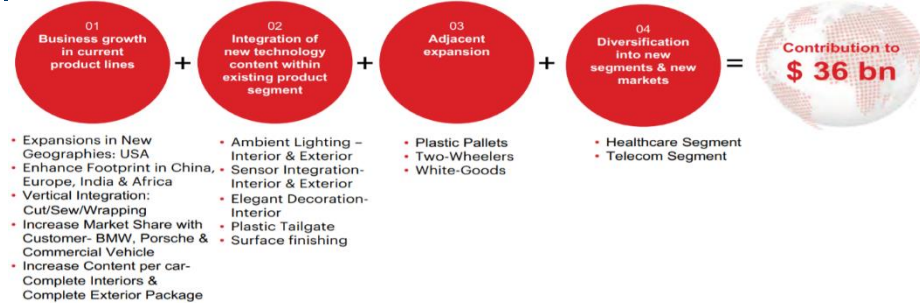 01
Business growth
in current
product lines
+
02
Integration of
new technology
content within
existing product
segment
+
03
Adjacent
expansion
+
04
Diversification
into new
segments & new
markets
=
Contribution to
$ 36 bn
• Expansions in New
Geographies: USA
• Enhance Footprint in China,
Europe, India & Africa
• Vertical Integration:
Cut/Sew/Wrapping
• Increase Market Share with
Customer- BMW, Porsche &
Commercial Vehicle
• Increase Content per car-
Complete Interiors &
Complete Exterior Package
• Ambient Lighting –
Interior & Exterior
• Sensor Integration-
Interior & Exterior
• Elegant Decoration-
Interior
• Plastic Tailgate
• Surface finishing
• Plastic Pallets
• Two-Wheelers
• White-Goods
• Healthcare Segment
• Telecom Segment